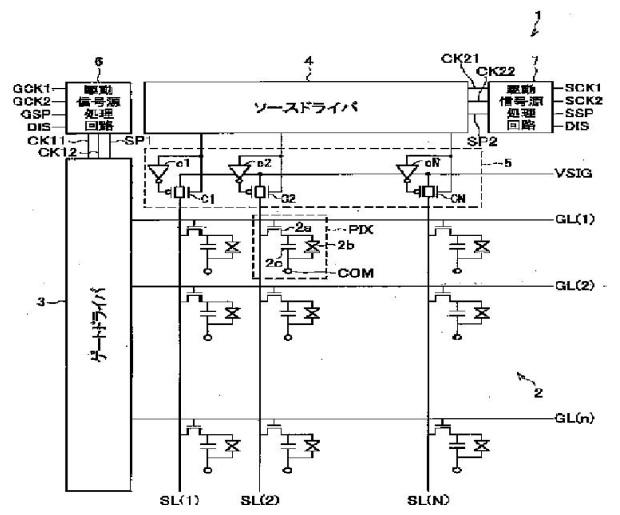 1
6
4
CK21
7
CK22
GCK1
GCK2
GSP
DIS
駆動
信号源
処理
回路
ソースドライバ
駆動
信号源
処理
回路
SCK1
SCK2
SSP
DIS
CK11
SP1
CK12
SP2
c1
c2
cN
5
VSIG
C1
C2
CN
GL(1)
2a
PIX
2b
2c
COM
3
ゲートドライバ
GL(2)
2
GL(n)
SL(1)
SL(2)
SL(N)